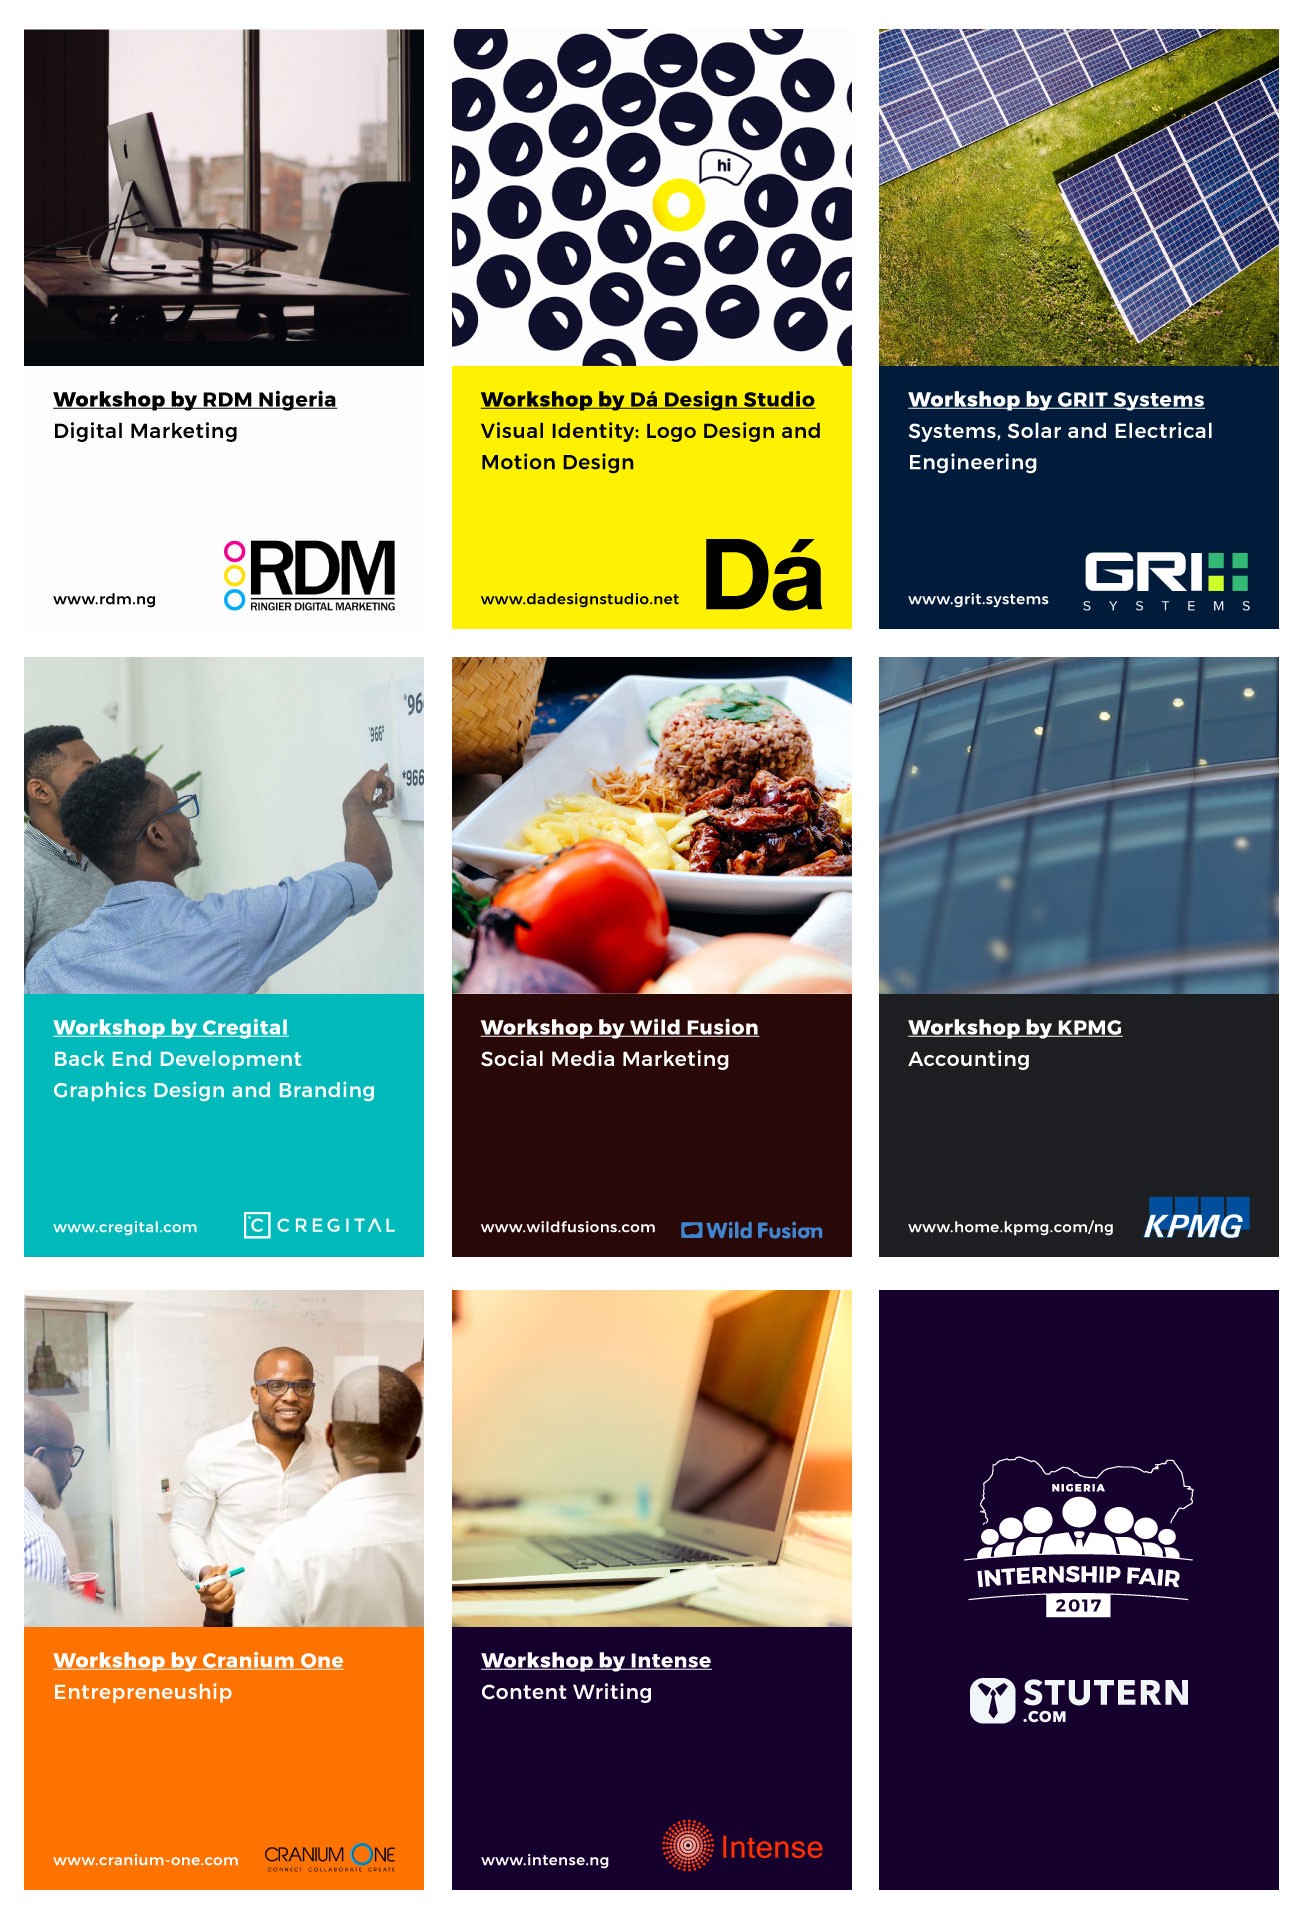 hi
Workshop by RDM Nigeria
Digital Marketing
www.rdm.ng
RDM
RINGIER DIGITAL MARKETING
Workshop by Dá Design Studio
Visual Identity: Logo Design and
Motion Design
www.dadesignstudio.net
Dá
Workshop by GRIT Systems
Systems, Solar and Electrical
Engineering
www.grit.systems
GRIT
SYSTEMS
*96
*966*
*966
Workshop by Cregital
Back End Development
Graphics Design and Branding
www.cregital.com
C CREGITAL
Workshop by Wild Fusion
Social Media Marketing
www.wildfusions.com
Wild Fusion
Workshop by KPMG
Accounting
www.home.kpmg.com/ng
KPMG
Workshop by Cranium One
Entrepreneuship
www.cranium-one.com
CRANIUM ONE
CONNECT COLLABORATE CREATE
Workshop by Intense
Content Writing
www.intense.ng
Intense
NIGERIA
INTERNSHIP FAIR
2017
STUTERN
.COM